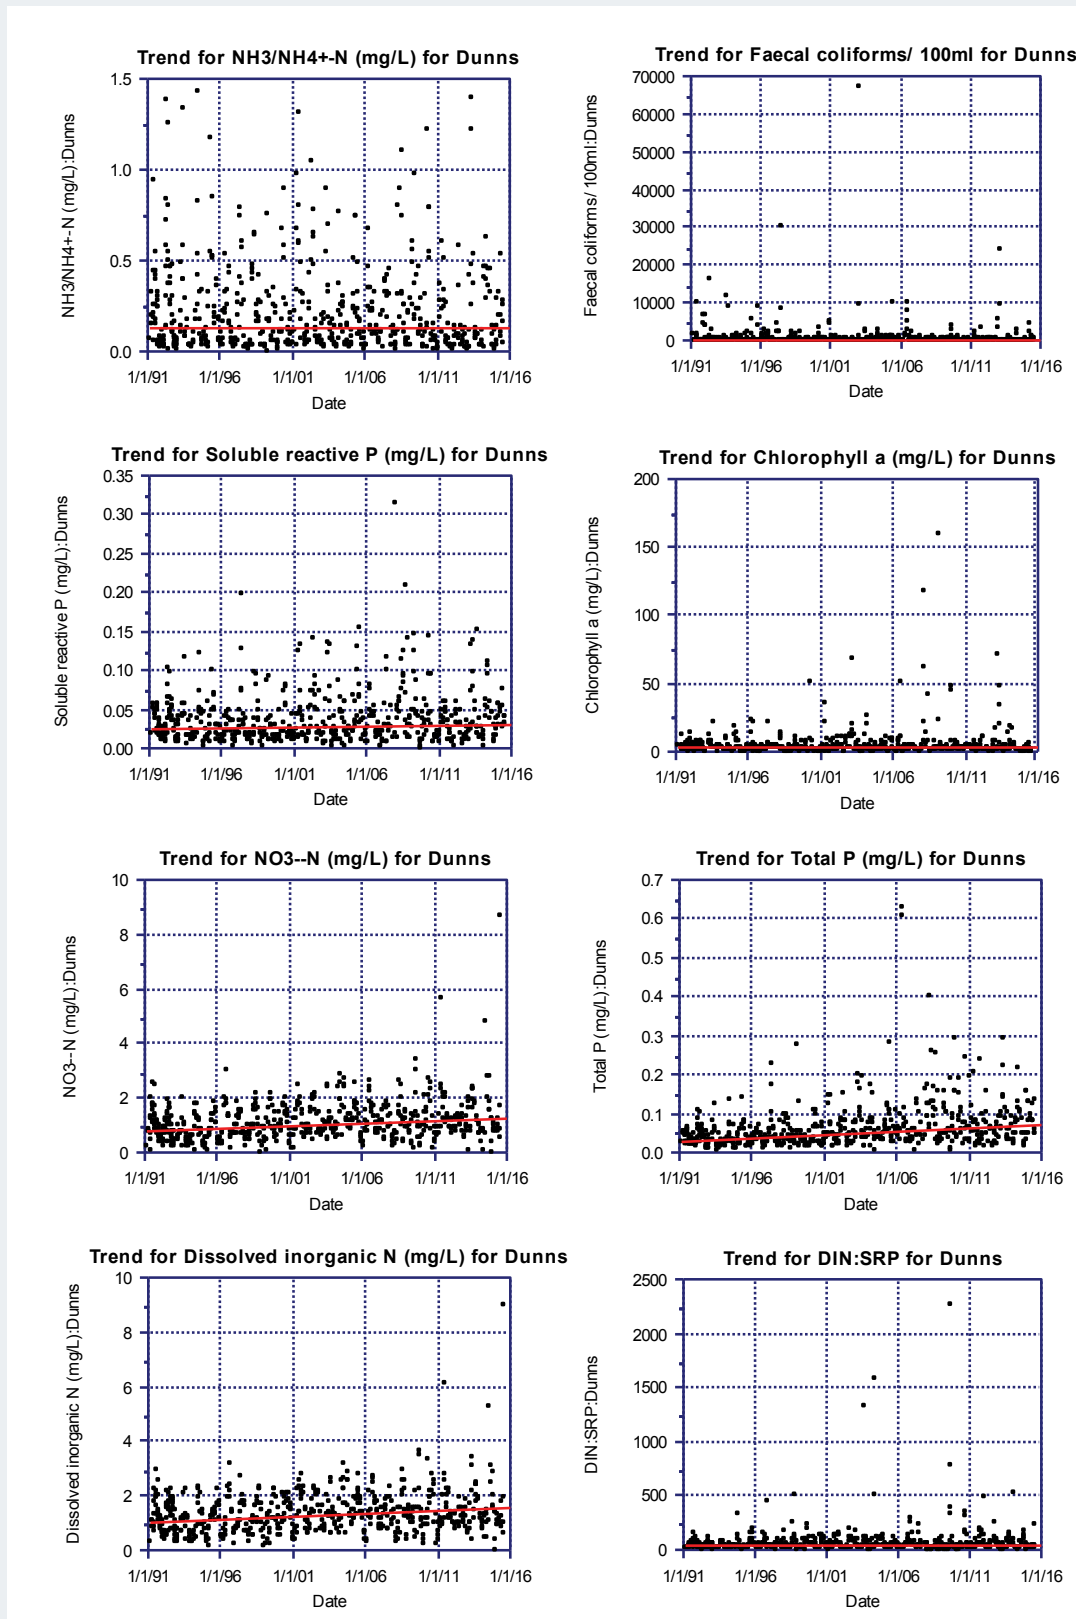 Trend for NH3/NH4+-N (mg/L) for Dunns
NH3/NH4+-N (mg/L):Dunns
1.5
1.0
0.5
0.0
1/1/91 1/1/96 1/1/01 1/1/06 1/1/11 1/1/16
Date
Trend for Faecal coliforms/ 100ml for Dunns
Faecal coliforms/ 100ml:Dunns
70000
60000
50000
40000
30000
20000
10000
0
1/1/91 1/1/96 1/1/01 1/1/06 1/1/11 1/1/16
Date
Trend for Soluble reactive P (mg/L) for Dunns
Soluble reactive P (mg/L):Dunns
0.35
0.30
0.25
0.20
0.15
0.10
0.05
0.00
1/1/91 1/1/96 1/1/01 1/1/06 1/1/11 1/1/16
Date
Trend for Chlorophyll a (mg/L) for Dunns
Chlorophyll a (mg/L):Dunns
200
150
100
50
0
1/1/91 1/1/96 1/1/01 1/1/06 1/1/11 1/1/16
Date
Trend for NO3--N (mg/L) for Dunns
NO3--N (mg/L):Dunns
10
8
6
4
2
0
1/1/91 1/1/96 1/1/01 1/1/06 1/1/11 1/1/16
Date
Trend for Total P (mg/L) for Dunns
Total P (mg/L):Dunns
0.7
0.6
0.5
0.4
0.3
0.2
0.1
0.0
1/1/91 1/1/96 1/1/01 1/1/06 1/1/11 1/1/16
Date
Trend for Dissolved inorganic N (mg/L) for Dunns
Dissolved inorganic N (mg/L):Dunns
10
8
6
4
2
0
1/1/91 1/1/96 1/1/01 1/1/06 1/1/11 1/1/16
Date
Trend for DIN:SRP for Dunns
DIN:SRP:Dunns
2500
2000
1500
1000
500
0
1/1/91 1/1/96 1/1/01 1/1/06 1/1/11 1/1/16
Date